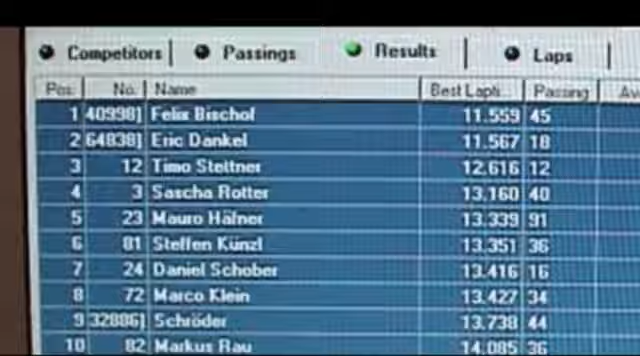 Competitors Passings Results Laps
Pos. No. Name Best Lapti... Passing Av
1 40998] Felix Bischof 11.559 45
2 64838] Eric Dankel 11.567 18
3 12 Timo Stettner 12.616 12
4 3 Sascha Rotter 13.160 40
5 23 Mauro Häfner 13.339 91
6 81 Steffen Künzl 13.351 36
7 24 Daniel Schober 13.416 16
8 72 Marco Klein 13.427 34
9 32886] Schröder 13.738 44
10 82 Markus Rau 14.085 36